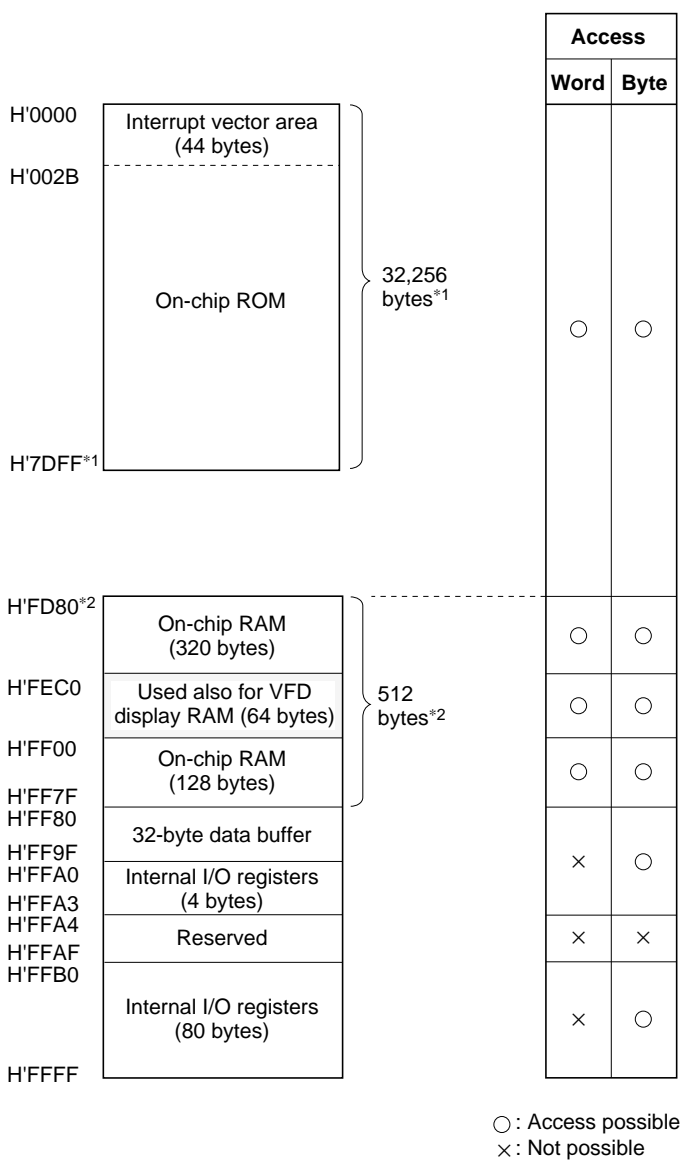 Access
Word Byte
H'0000
Interrupt vector area
(44 bytes)
H'002B
On-chip ROM
32,256
bytes*1
H'7DFF*1
H'FD80*2
On-chip RAM
(320 bytes)
H'FEC0
Used also for VFD
display RAM (64 bytes)
512
bytes*2
H'FF00
On-chip RAM
(128 bytes)
H'FF7F
H'FF80
32-byte data buffer
H'FF9F
H'FFA0
Internal I/O registers
(4 bytes)
H'FFA3
H'FFA4
Reserved
H'FFAF
H'FFB0
Internal I/O registers
(80 bytes)
H'FFFF
○ ○
○ ○
○ ○
○ ○
× ○
× ×
× ○
○: Access possible
×: Not possible